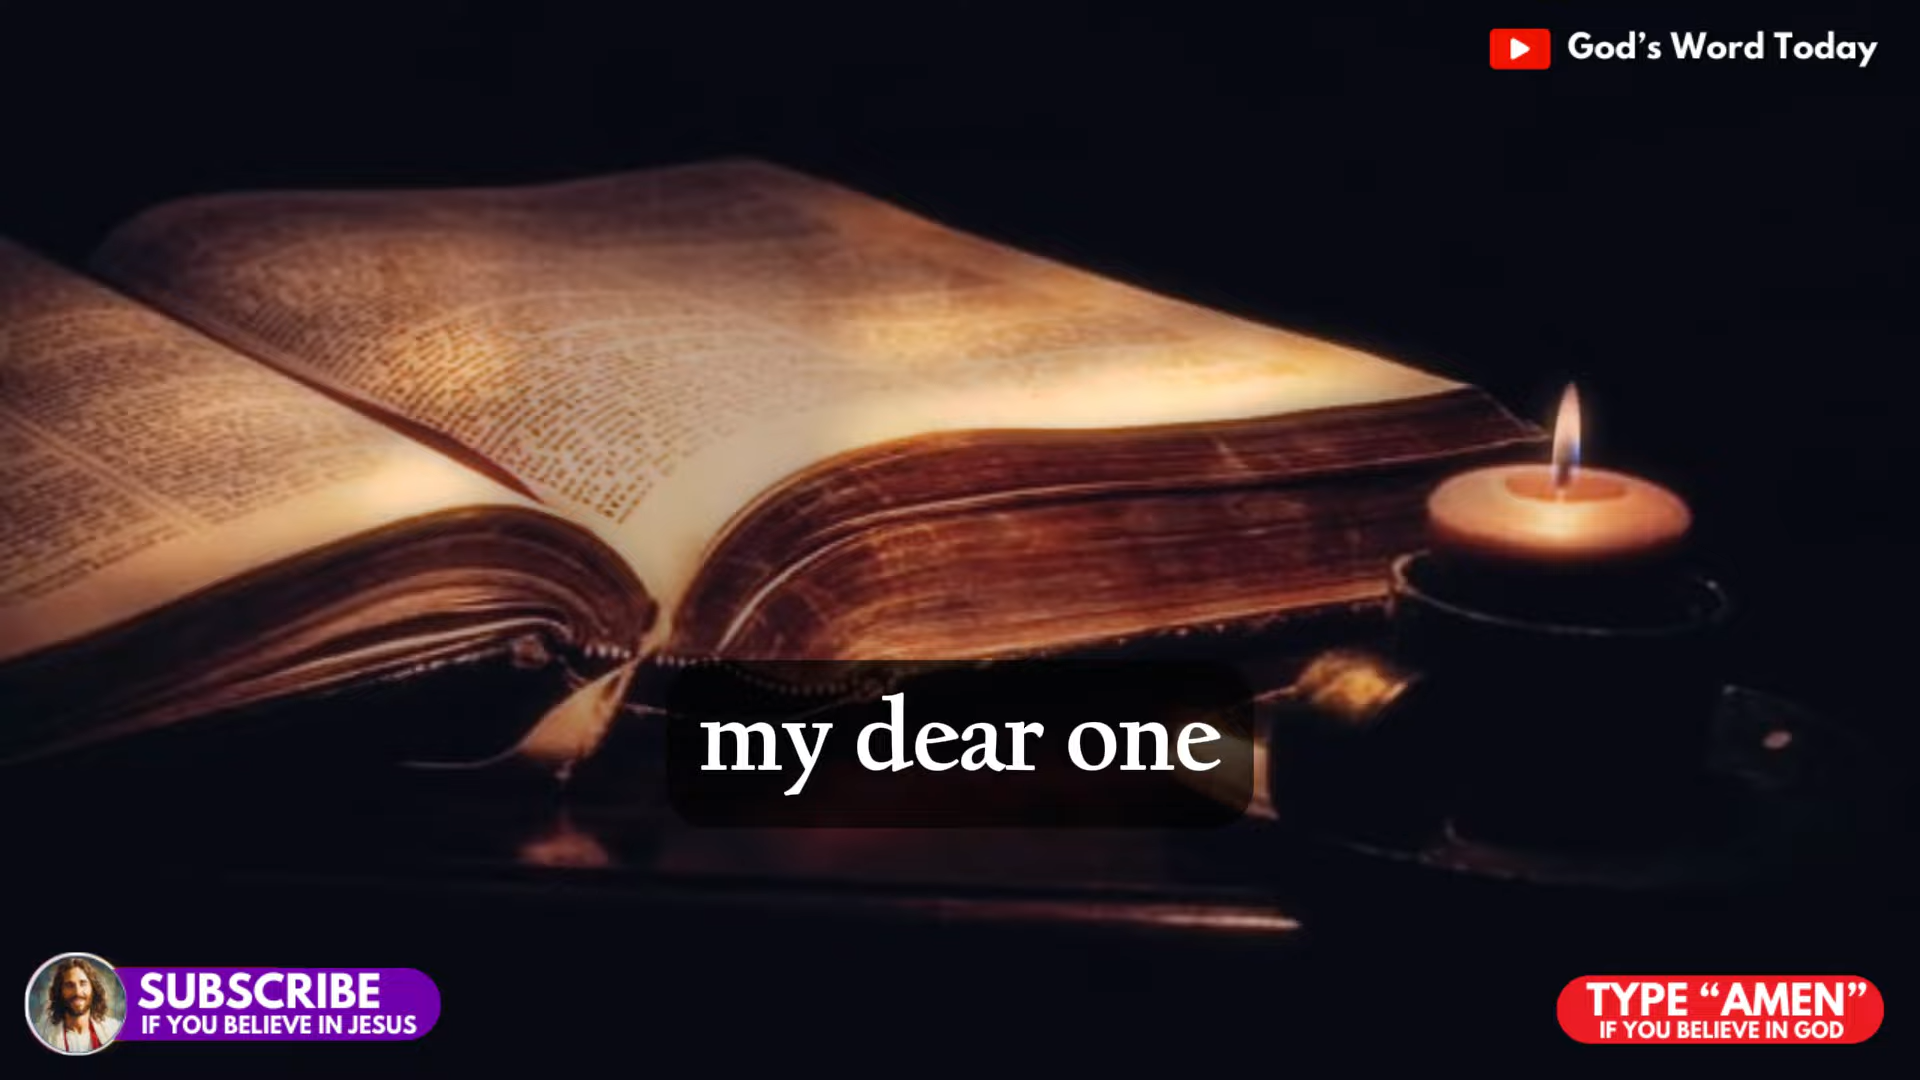 God’s Word Today
my dear one
SUBSCRIBE
IF YOU BELIEVE IN JESUS
TYPE “AMEN”
IF YOU BELIEVE IN GOD